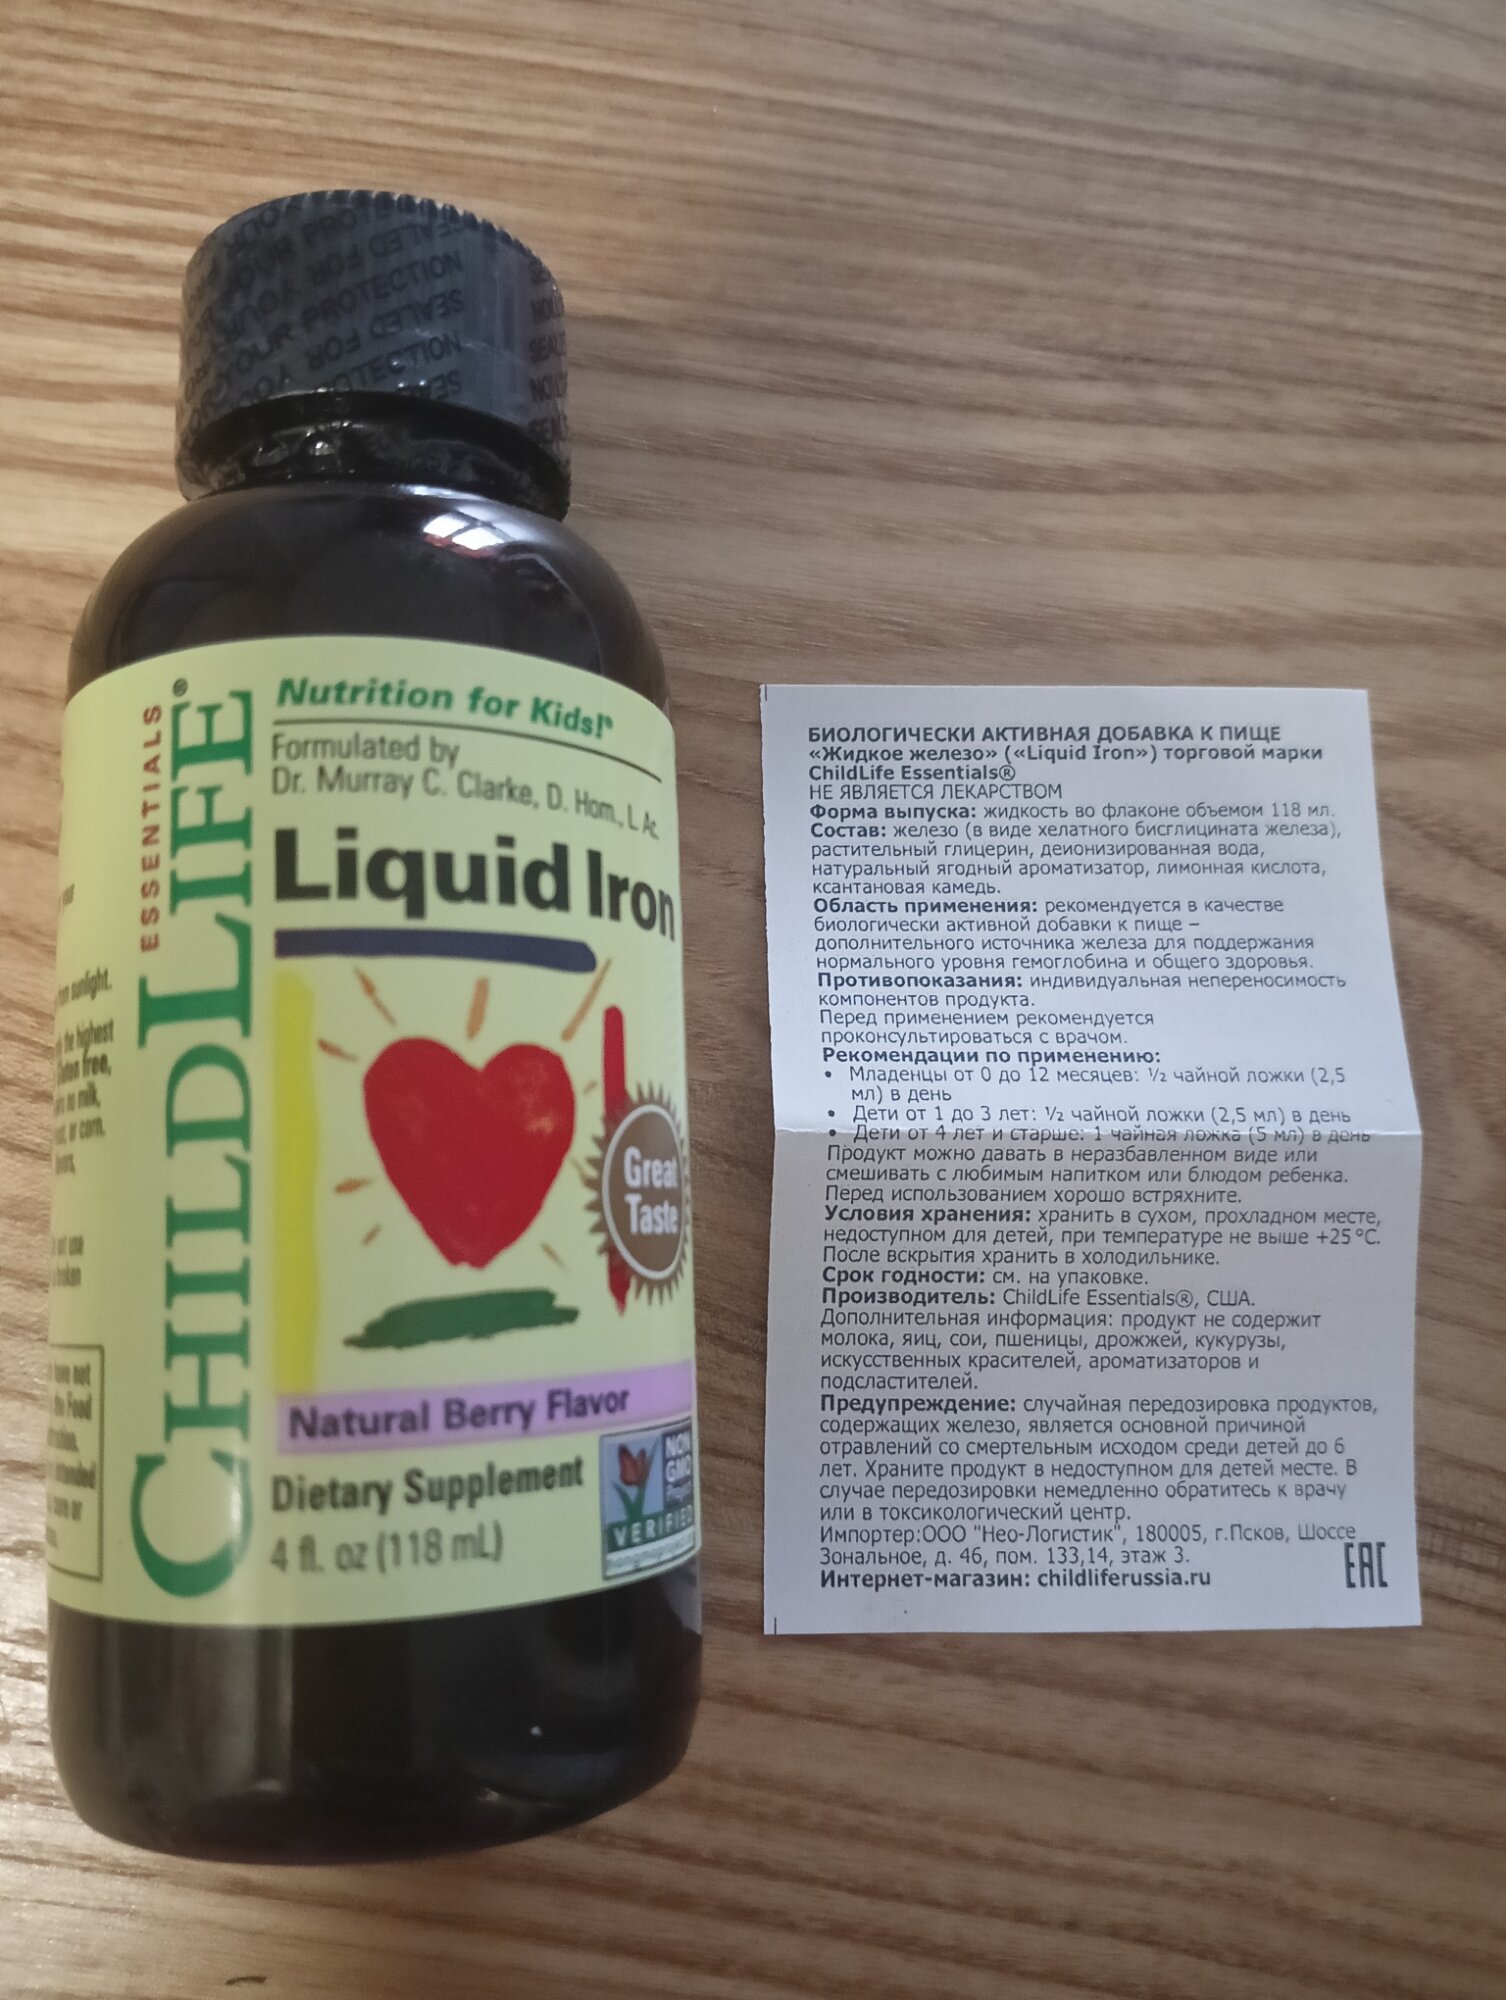 SEALED FOR
YOUR PROTECTION
CHILDLIFE®
ESSENTIALS
Nutrition for Kids!®
Formulated by
Dr. Murray C. Clarke, D. Hom., L. Ac.
Liquid Iron
Great
Taste
Natural Berry Flavor
Dietary Supplement
4 fl. oz (118 mL)
NON
GMO
Project
VERIFIED
from sunlight.
the highest
Gluten free,
no milk,
or corn.
БИОЛОГИЧЕСКИ АКТИВНАЯ ДОБАВКА К ПИЩЕ
«Жидкое железо» («Liquid Iron») торговой марки
ChildLife Essentials®
НЕ ЯВЛЯЕТСЯ ЛЕКАРСТВОМ
Форма выпуска: жидкость во флаконе объемом 118 мл.
Состав: железо (в виде хелатного бисглицината железа),
растительный глицерин, деионизированная вода,
натуральный ягодный ароматизатор, лимонная кислота,
ксантановая камедь.
Область применения: рекомендуется в качестве
биологически активной добавки к пище –
дополнительного источника железа для поддержания
нормального уровня гемоглобина и общего здоровья.
Противопоказания: индивидуальная непереносимость
компонентов продукта.
Перед применением рекомендуется
проконсультироваться с врачом.
Рекомендации по применению:
• Младенцы от 0 до 12 месяцев: ½ чайной ложки (2,5
мл) в день
• Дети от 1 до 3 лет: ½ чайной ложки (2,5 мл) в день
• Дети от 4 лет и старше: 1 чайная ложка (5 мл) в день
Продукт можно давать в неразбавленном виде или
смешивать с любимым напитком или блюдом ребенка.
Перед использованием хорошо встряхните.
Условия хранения: хранить в сухом, прохладном месте,
недоступном для детей, при температуре не выше +25 °C.
После вскрытия хранить в холодильнике.
Срок годности: см. на упаковке.
Производитель: ChildLife Essentials®, США.
Дополнительная информация: продукт не содержит
молока, яиц, сои, пшеницы, дрожжей, кукурузы,
искусственных красителей, ароматизаторов и
подсластителей.
Предупреждение: случайная передозировка продуктов,
содержащих железо, является основной причиной
отравлений со смертельным исходом среди детей до 6
лет. Храните продукт в недоступном для детей месте. В
случае передозировки немедленно обратитесь к врачу
или в токсикологический центр.
Импортер:ООО "Нео-Логистик", 180005, г.Псков, Шоссе
Зональное, д. 46, пом. 133,14, этаж 3.
Интернет-магазин: childliferussia.ru
EAC